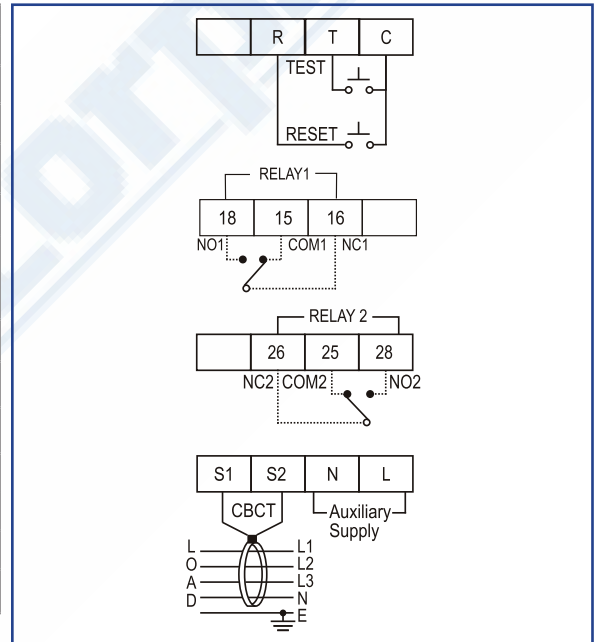 R T C
TEST
RESET
RELAY1
18 15 16
NO1 COM1 NC1
RELAY 2
26 25 28
NC2 COM2 NO2
S1 S2 N L
CBCT
Auxiliary
Supply
L L1
O L2
A L3
D N
E